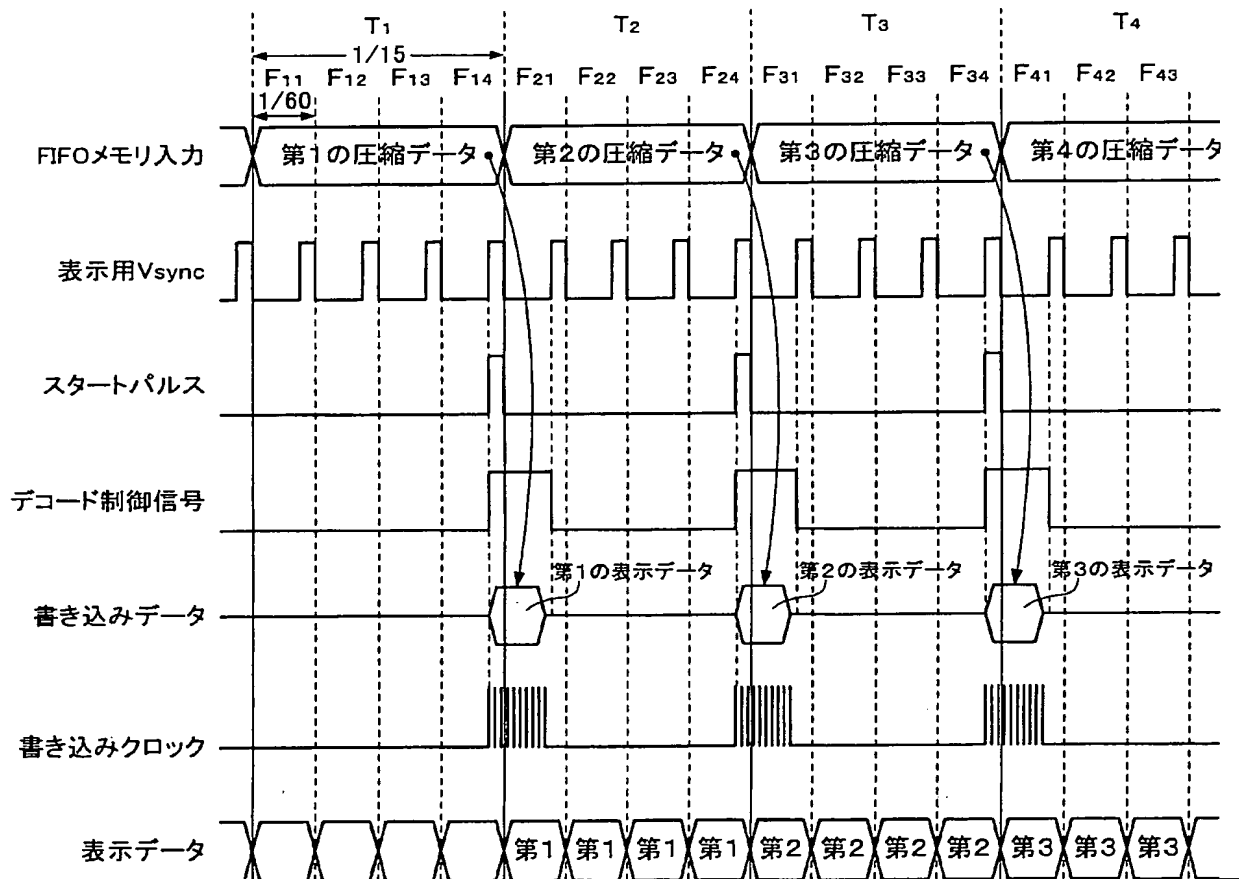 T1 T2 T3 T4
1/15
F11 F12 F13 F14 F21 F22 F23 F24 F31 F32 F33 F34 F41 F42 F43
1/60
FIFOメモリ入力 第1の圧縮データ 第2の圧縮データ 第3の圧縮データ 第4の圧縮データ
表示用Vsync
スタートパルス
デコード制御信号
第1の表示データ 第2の表示データ 第3の表示データ
書き込みデータ
書き込みクロック
表示データ 第1 第1 第1 第1 第2 第2 第2 第2 第3 第3 第3